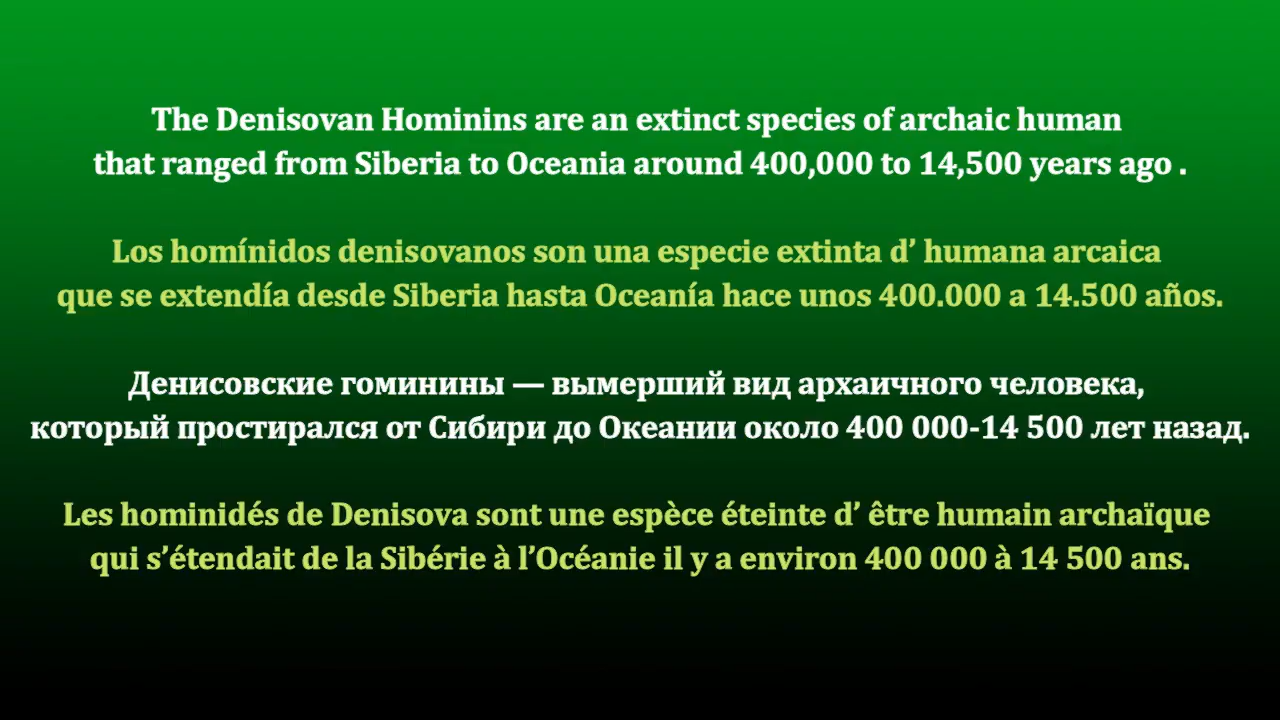 The Denisovan Hominins are an extinct species of archaic human
that ranged from Siberia to Oceania around 400,000 to 14,500 years ago .
Los homínidos denisovanos son una especie extinta d’ humana arcaica
que se extendía desde Siberia hasta Oceanía hace unos 400.000 a 14.500 años.
Денисовские гоминины — вымерший вид архаичного человека,
который простирался от Сибири до Океании около 400 000-14 500 лет назад.
Les hominidés de Denisova sont une espèce éteinte d’ être humain archaïque
qui s’étendait de la Sibérie à l’Océanie il y a environ 400 000 à 14 500 ans.